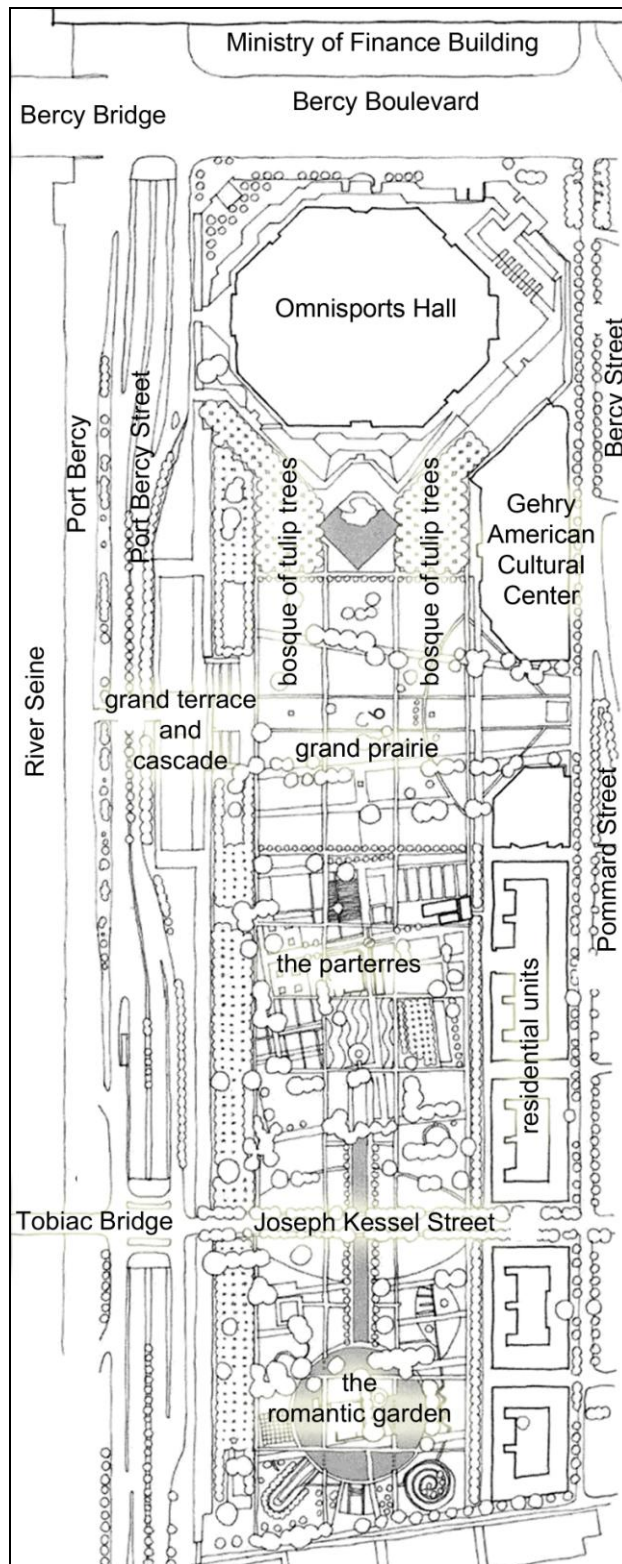 Ministry of Finance Building
Bercy Boulevard
Bercy Bridge
Omnisports Hall
Bercy Street
Port Bercy
Port Bercy Street
bosque of tulip trees
bosque of tulip trees
Gehry
American
Cultural
Center
River Seine
grand terrace
and
cascade
grand prairie
Pommard Street
the parterres
residential units
Tobiac Bridge
Joseph Kessel Street
the
romantic garden